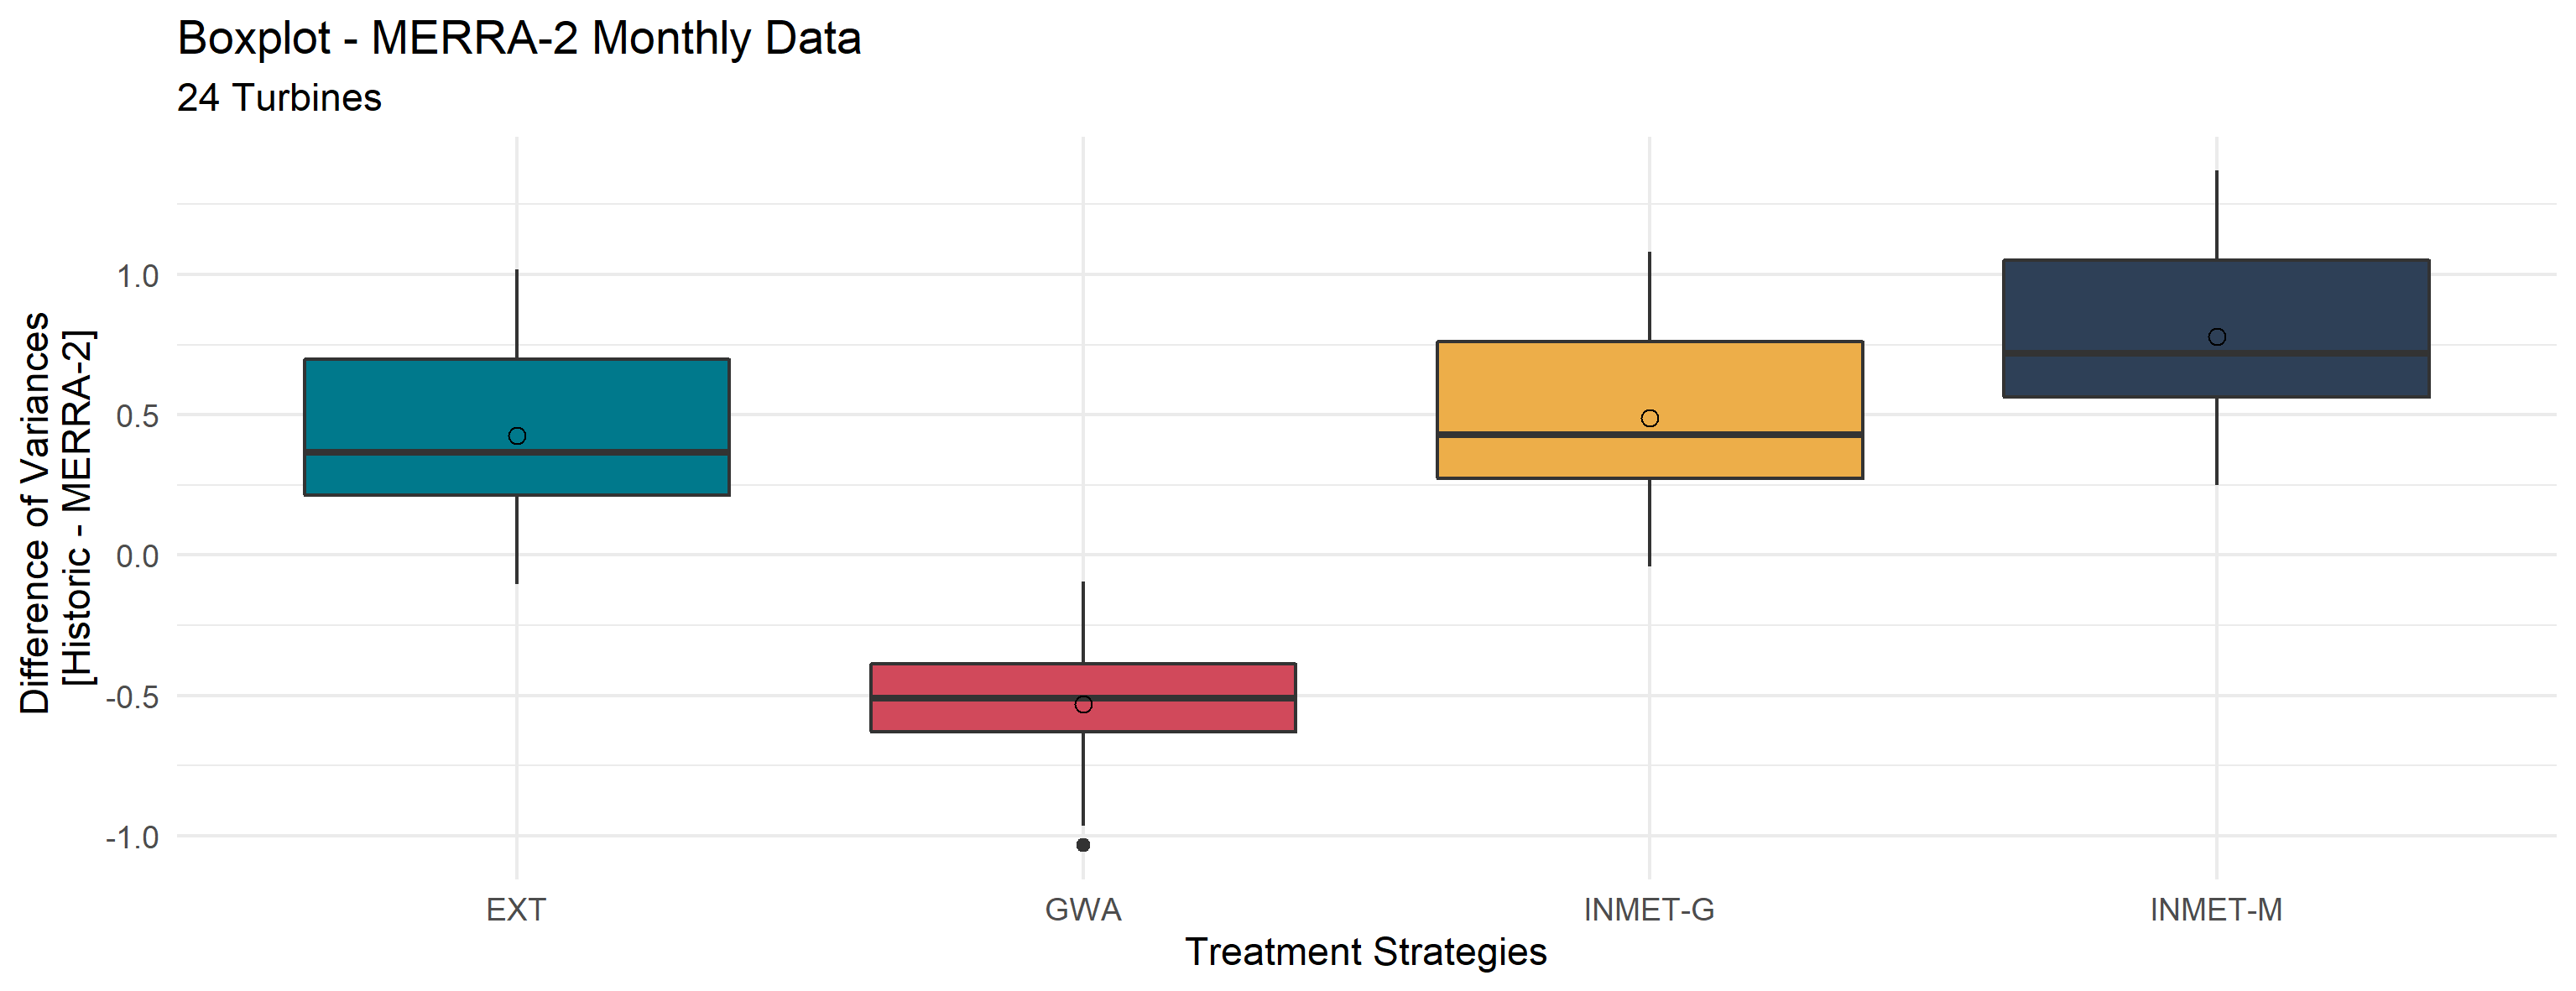 Boxplot - MERRA-2 Monthly Data
24 Turbines
Difference of Variances
[Historic - MERRA-2]
1.0
0.5
0.0
-0.5
-1.0
EXT GWA INMET-G INMET-M
Treatment Strategies